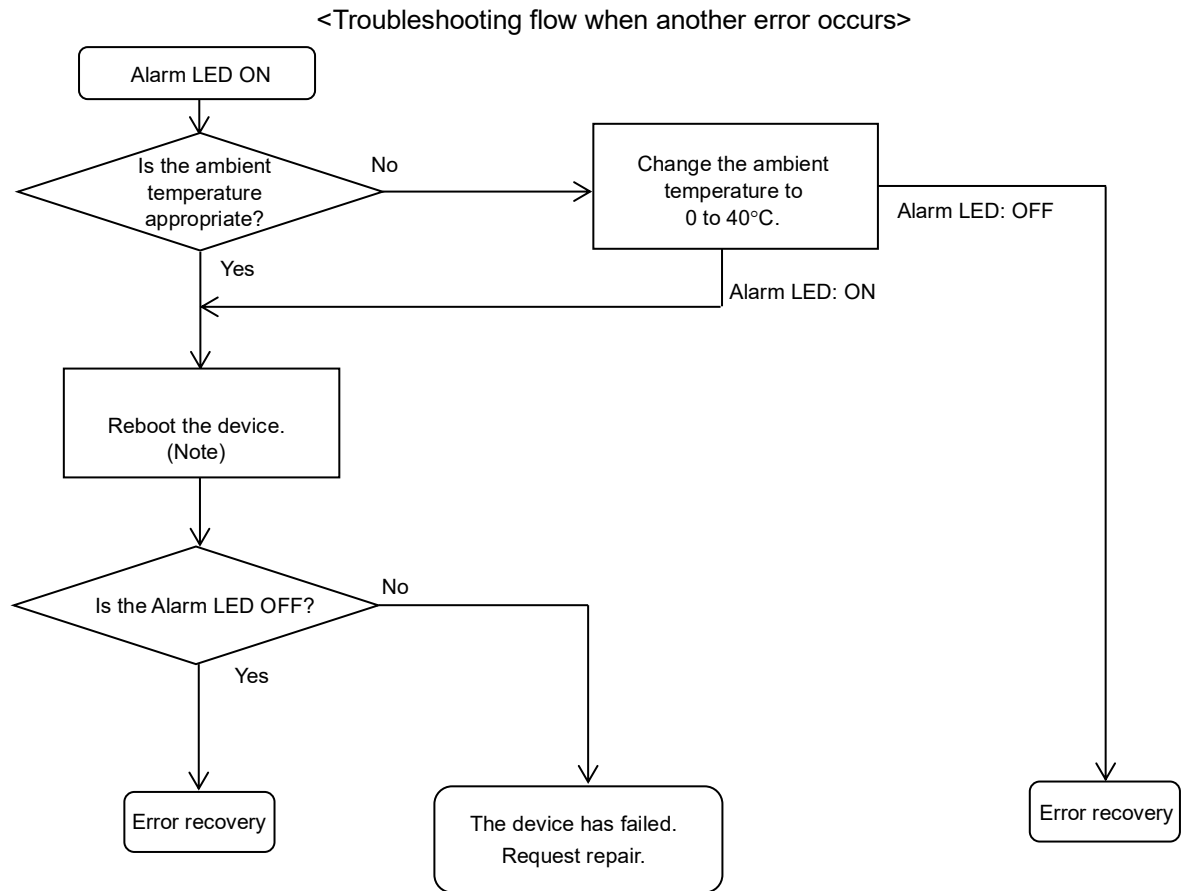 <Troubleshooting flow when another error occurs>
Alarm LED ON
Is the ambient
temperature
appropriate?
No
Change the ambient
temperature to
0 to 40°C.
Alarm LED: OFF
Yes
Alarm LED: ON
Reboot the device.
(Note)
Is the Alarm LED OFF?
No
Yes
Error recovery
The device has failed.
Request repair.
Error recovery